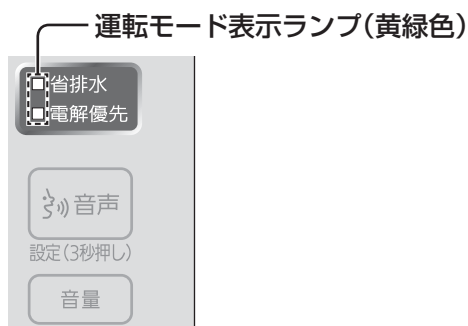 運転モード表示ランプ（黄緑色）
省排水
電解優先
音声
設定（3秒押し）
音量